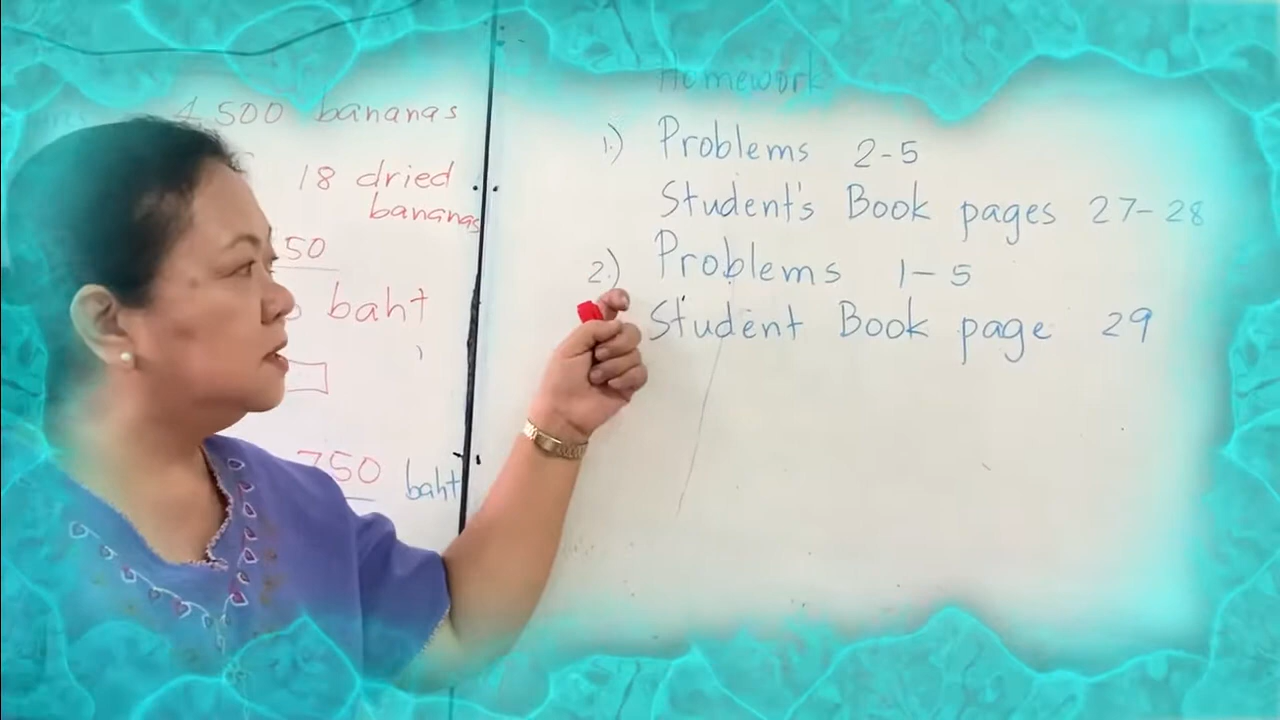 4,500 bananas
18 dried
bananas
50
baht
750 baht
Homework
1.) Problems 2-5
Student's Book pages 27-28
2.) Problems 1-5
Student Book page 29